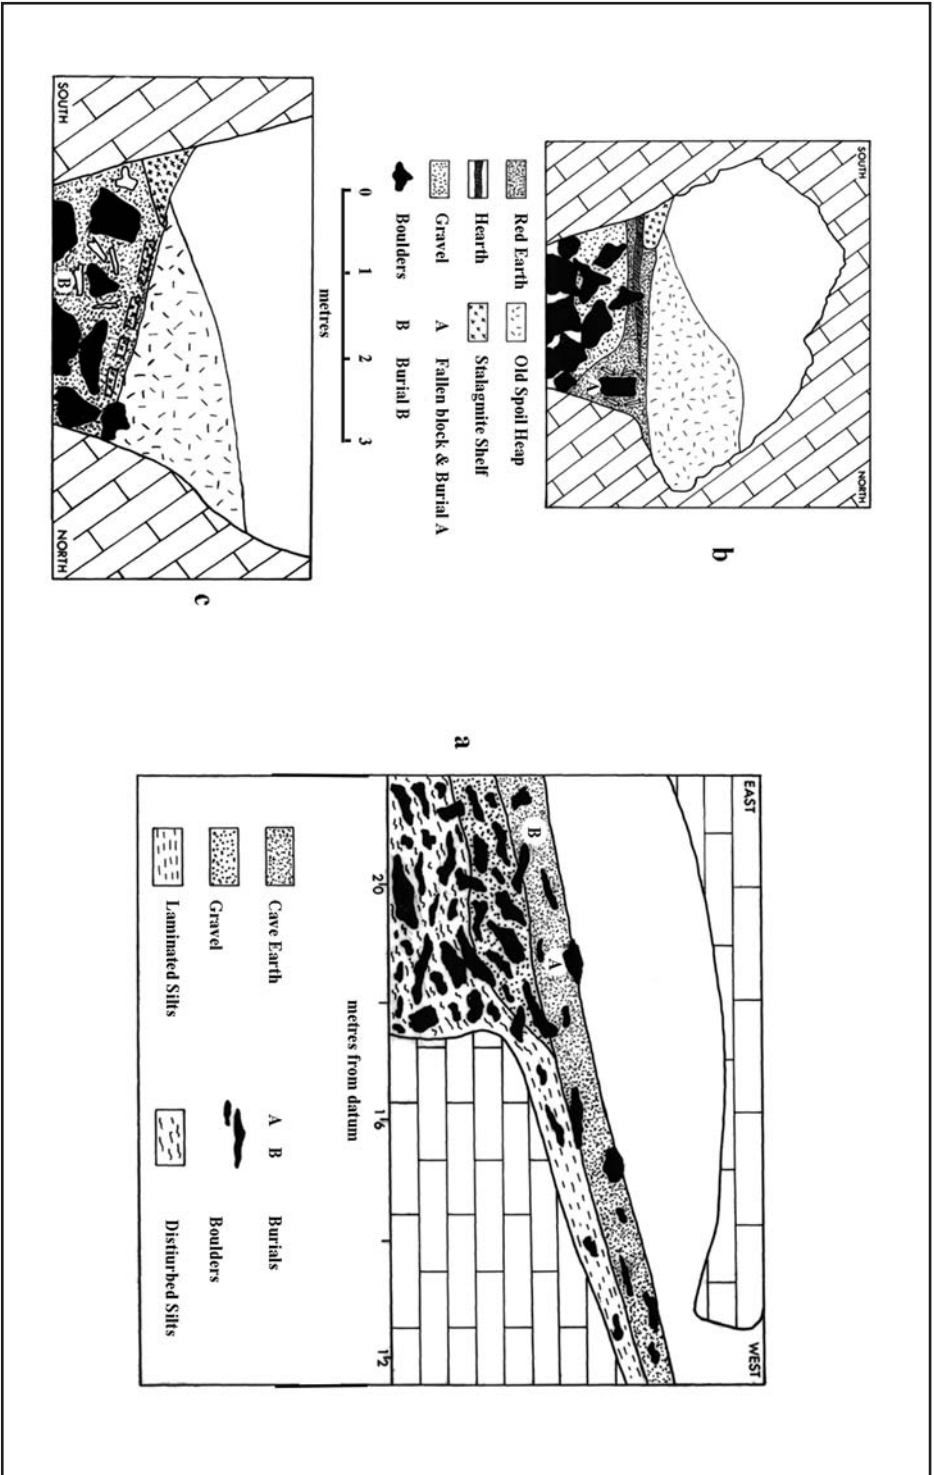 a
EAST
WEST
B
A
20
16
12
metres from datum
Cave Earth
A B Burials
Gravel
Boulders
Laminated Silts
Distiurbed Silts
b
SOUTH
NORTH
A
Red Earth
Old Spoil Heap
Hearth
Stalagmite Shelf
Gravel
A Fallen block & Burial A
Boulders
B Burial B
0 1 2 3
metres
c
SOUTH
NORTH
B